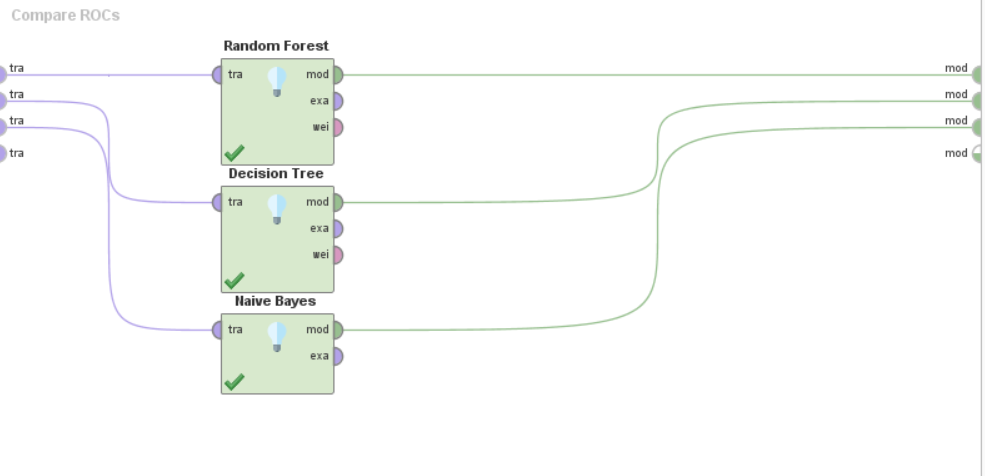 Compare ROCs
Random Forest
tra
tra mod
mod
tra
exa
mod
tra
wei
mod
tra
mod
Decision Tree
tra mod
exa
wei
Naive Bayes
tra mod
exa